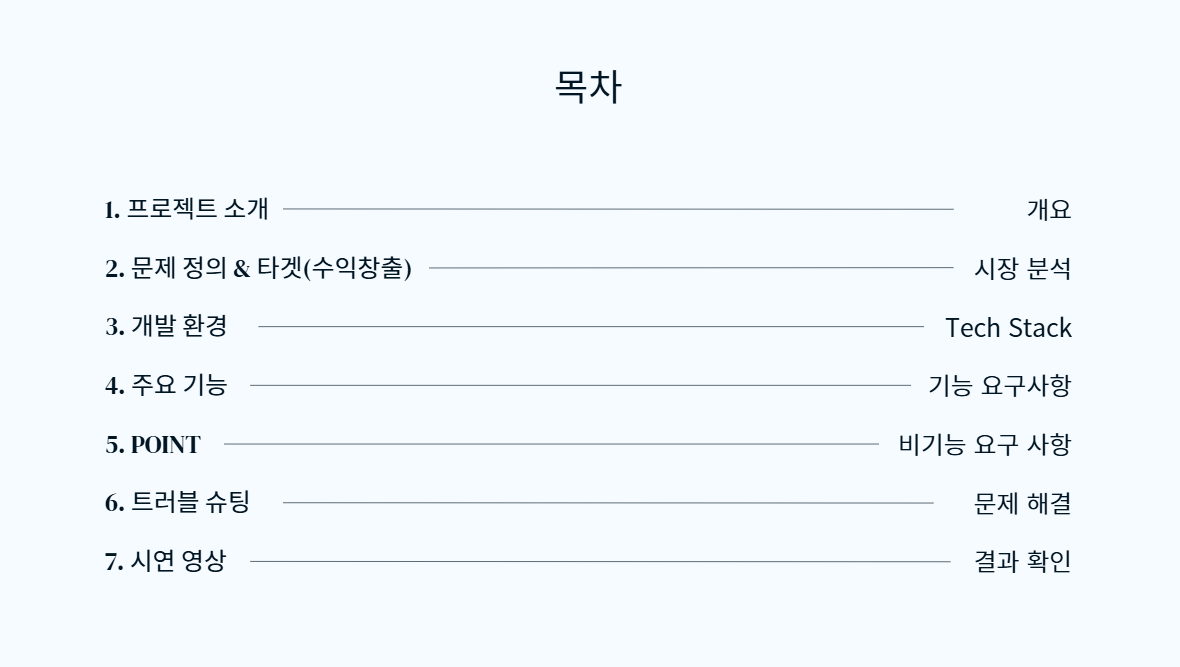 목차
1. 프로젝트 소개 개요
2. 문제 정의 & 타겟(수익창출) 시장 분석
3. 개발 환경 Tech Stack
4. 주요 기능 기능 요구사항
5. POINT 비기능 요구 사항
6. 트러블 슈팅 문제 해결
7. 시연 영상 결과 확인